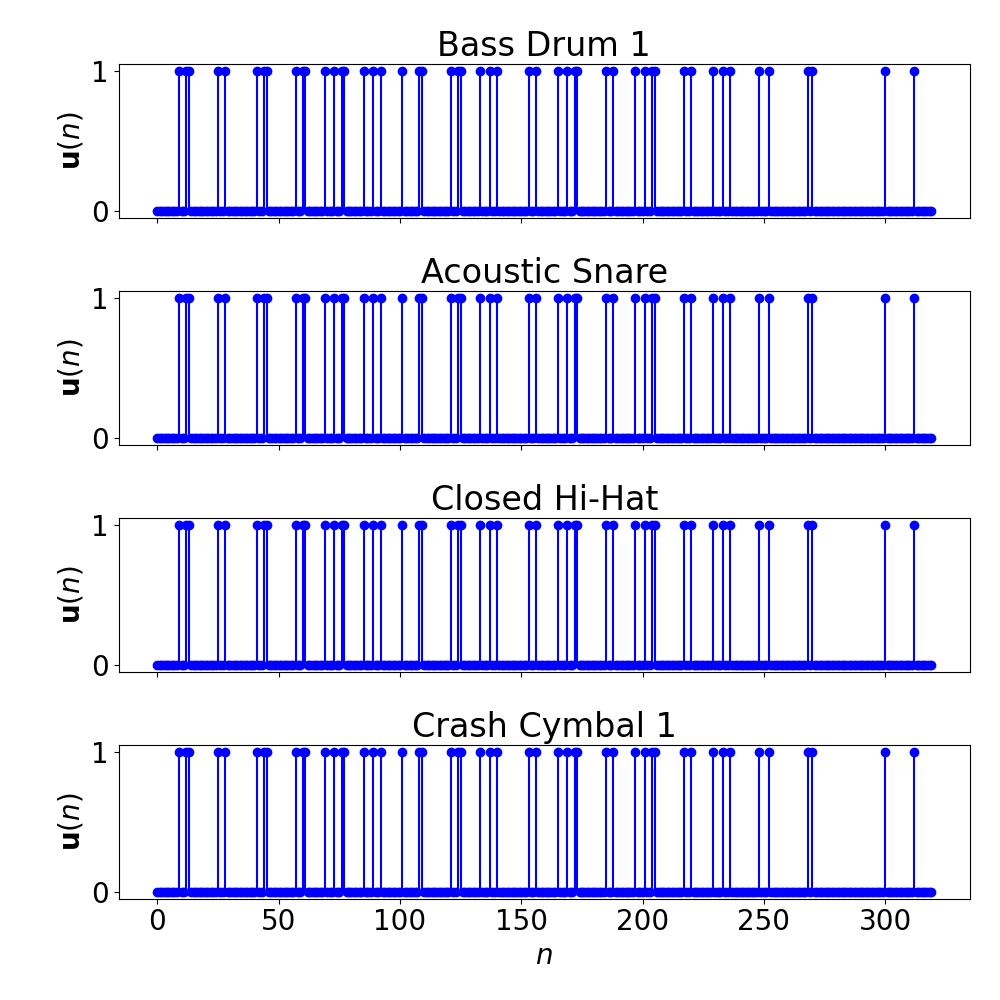 Bass Drum 1
1
u(n)
0
Acoustic Snare
1
u(n)
0
Closed Hi-Hat
1
u(n)
0
Crash Cymbal 1
1
u(n)
0
0 50 100 150 200 250 300
n